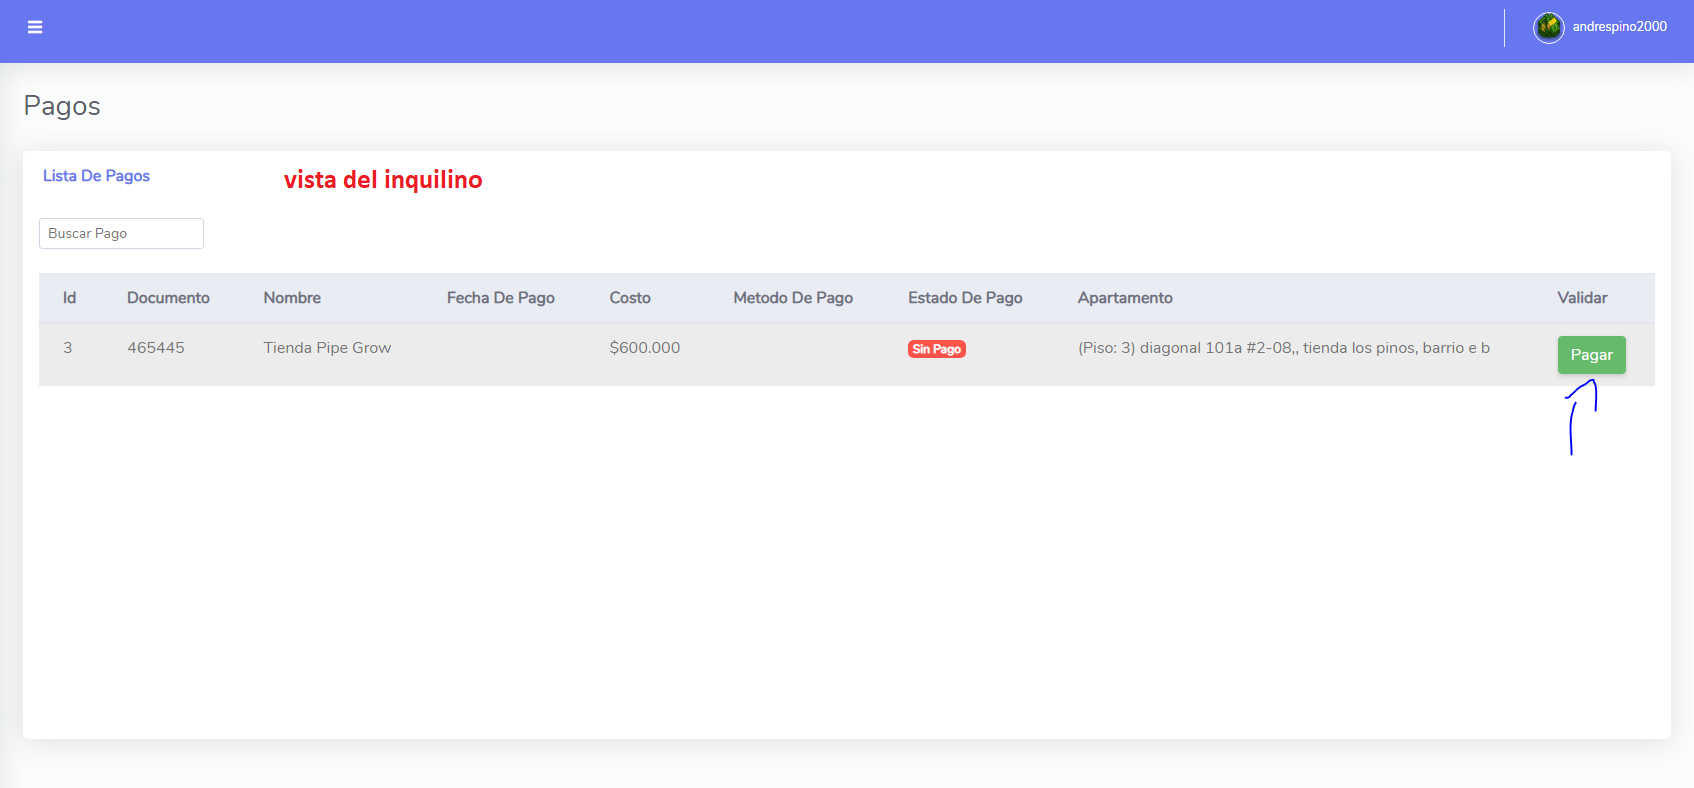 andrespino2000
Pagos
Lista De Pagos
vista del inquilino
Buscar Pago
Id Documento Nombre Fecha De Pago Costo Metodo De Pago Estado De Pago Apartamento Validar
3 465445 Tienda Pipe Grow $600.000 Sin Pago (Piso: 3) diagonal 101a #2-08,, tienda los pinos, barrio e b Pagar